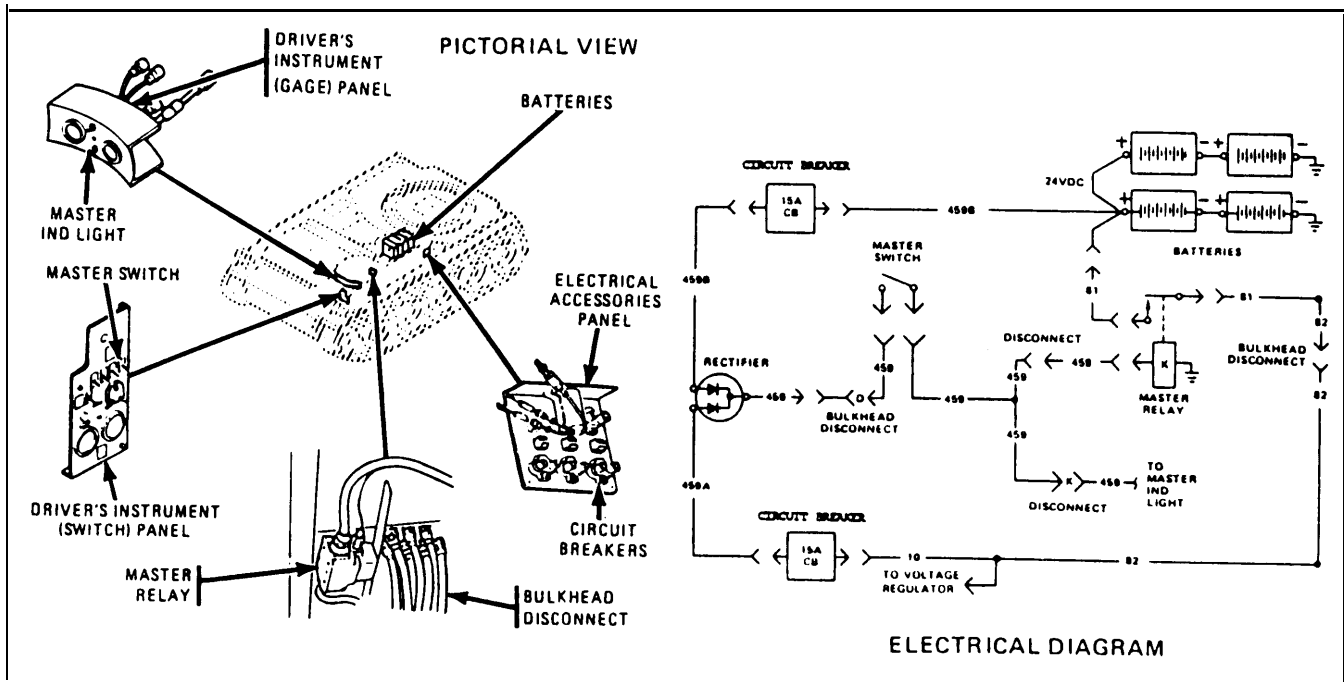 PICTORIAL VIEW
DRIVER'S
INSTRUMENT
(GAGE) PANEL
BATTERIES
MASTER
IND LIGHT
MASTER SWITCH
ELECTRICAL
ACCESSORIES
PANEL
DRIVER'S INSTRUMENT
(SWITCH) PANEL
CIRCUIT
BREAKERS
MASTER
RELAY
BULKHEAD
DISCONNECT
CIRCUIT BREAKER
15A
CB
459B
24VDC
+ - + -
+ - + -
BATTERIES
MASTER
SWITCH
459B
81
81
82
DISCONNECT
BULKHEAD
DISCONNECT
RECTIFIER
459
459
459
K
82
459
D
459
MASTER
RELAY
BULKHEAD
DISCONNECT
459
459A
K
459
TO
MASTER
IND
LIGHT
DISCONNECT
CIRCUIT BREAKER
15A
CB
10
82
TO VOLTAGE
REGULATOR
ELECTRICAL DIAGRAM